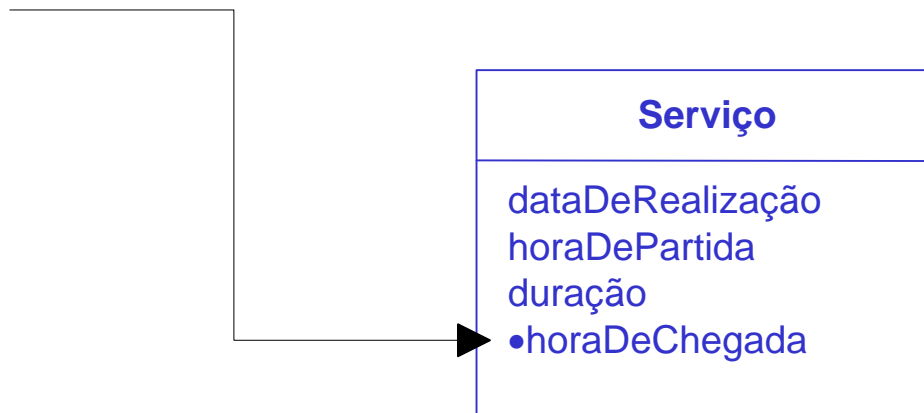 Serviço
dataDeRealização
horaDePartida
duração
•horaDeChegada